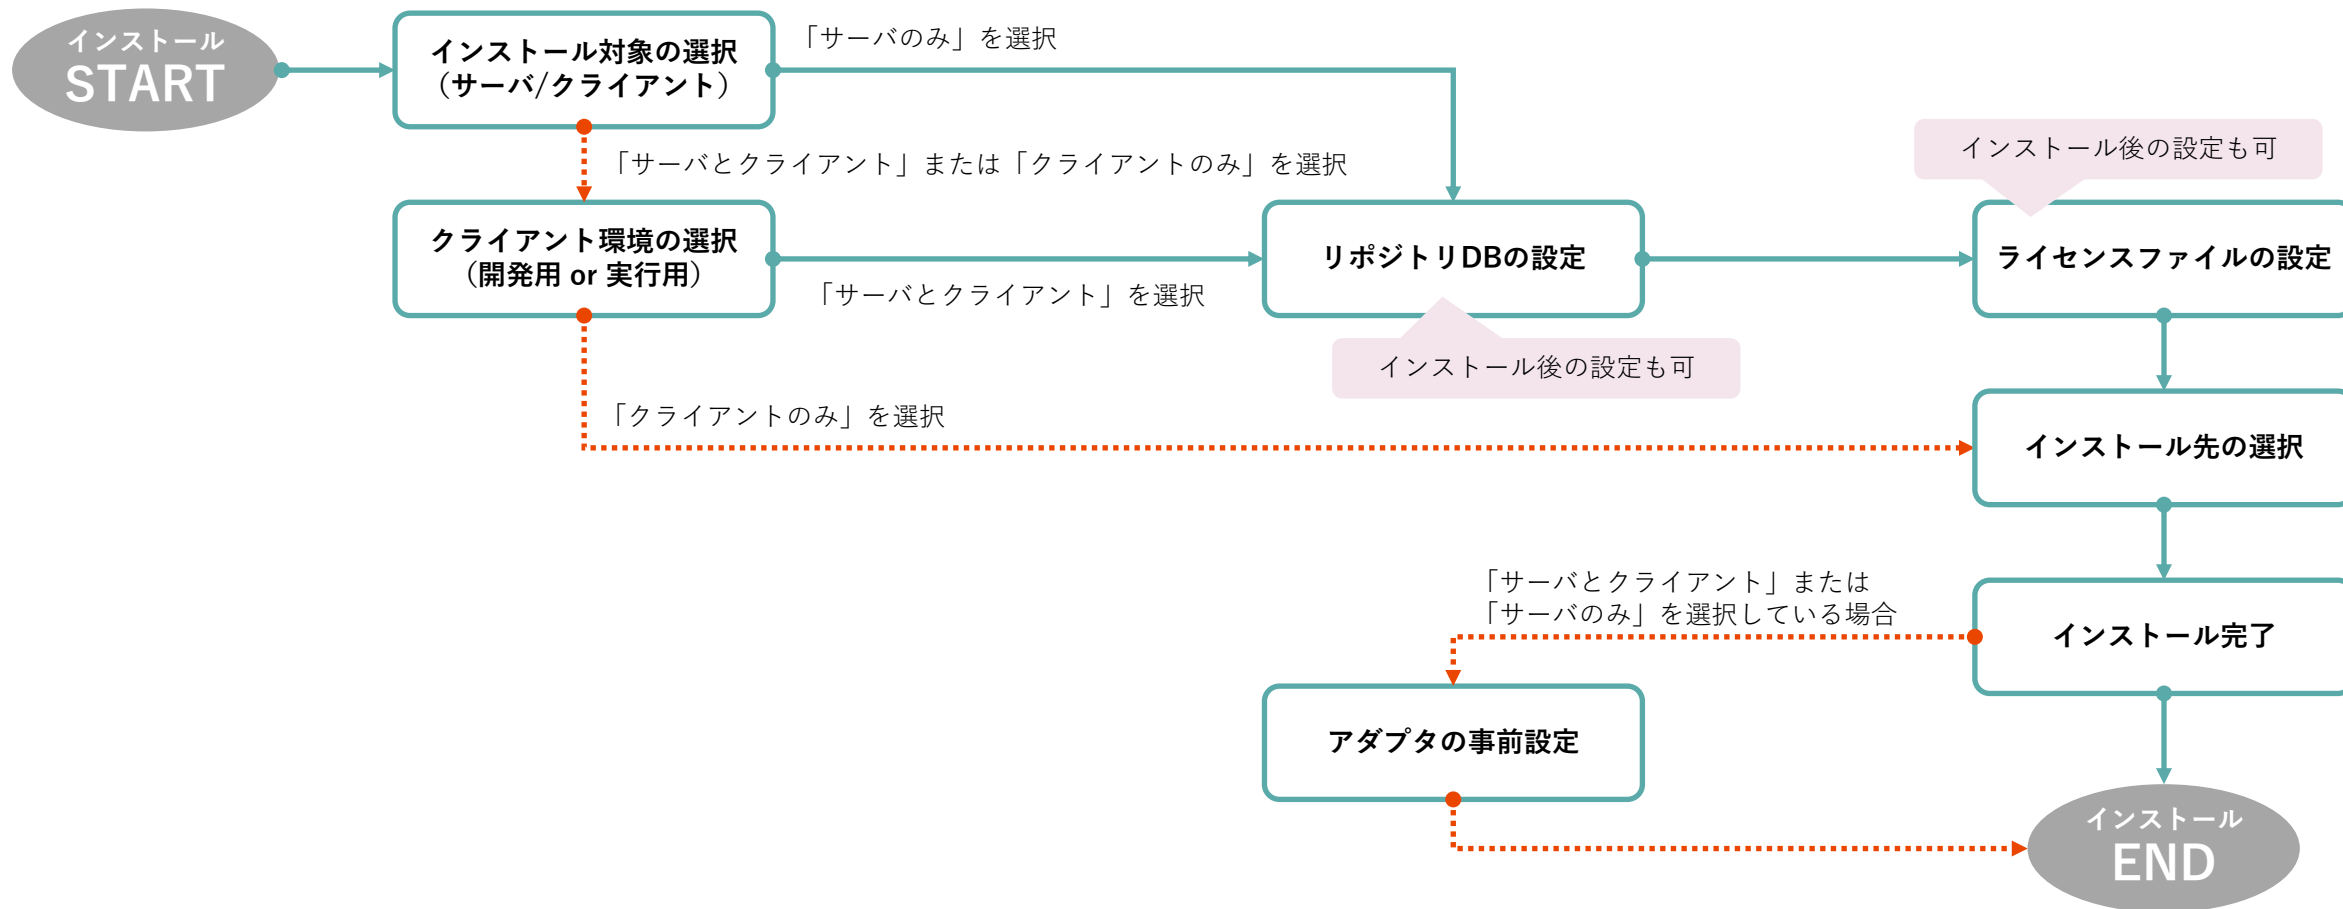 インストール
START
インストール対象の選択
（サーバ/クライアント）
「サーバのみ」を選択
「サーバとクライアント」または「クライアントのみ」を選択
インストール後の設定も可
クライアント環境の選択
（開発用 or 実行用）
「サーバとクライアント」を選択
リポジトリDBの設定
ライセンスファイルの設定
インストール後の設定も可
「クライアントのみ」を選択
インストール先の選択
「サーバとクライアント」または
「サーバのみ」を選択している場合
インストール完了
アダプタの事前設定
インストール
END